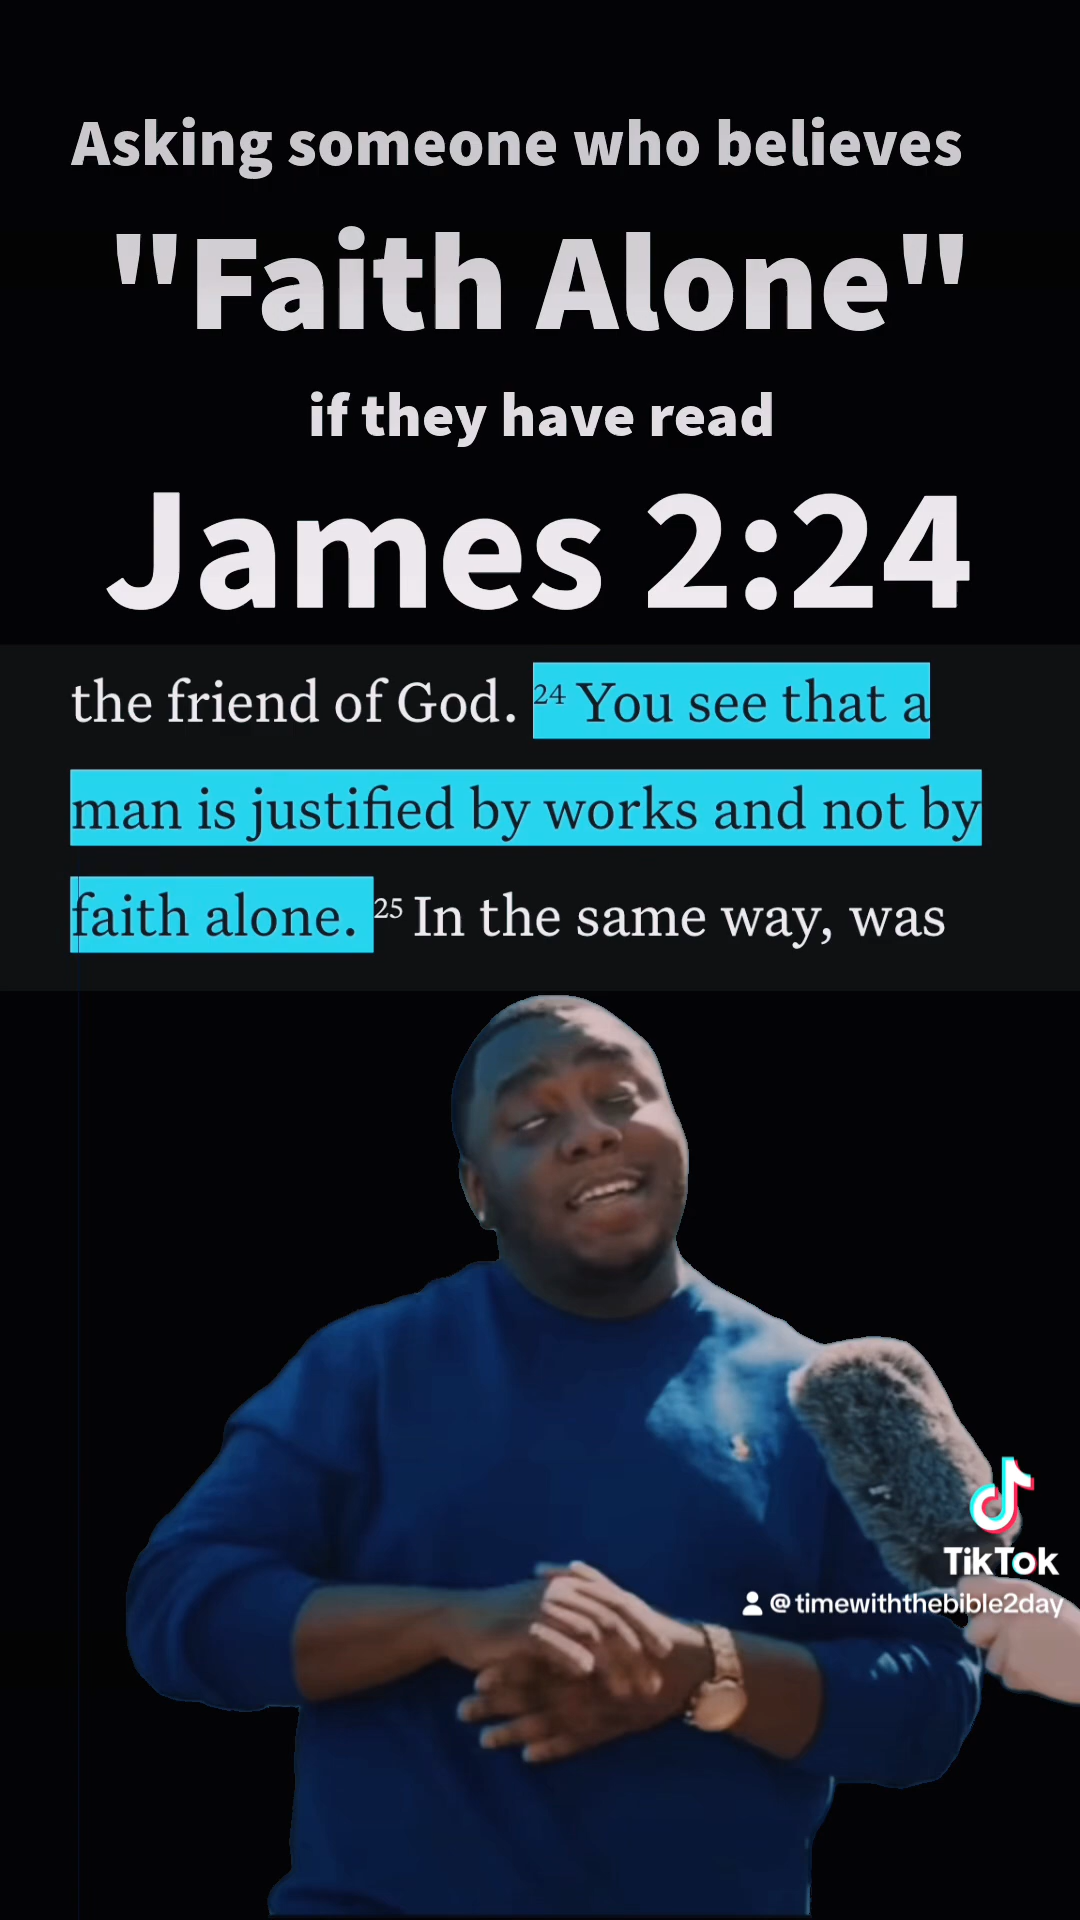 Asking someone who believes
"Faith Alone"
if they have read
James 2:24
the friend of God. 24 You see that a
man is justified by works and not by
faith alone. 25 In the same way, was
TikTok
@timewiththebible2day